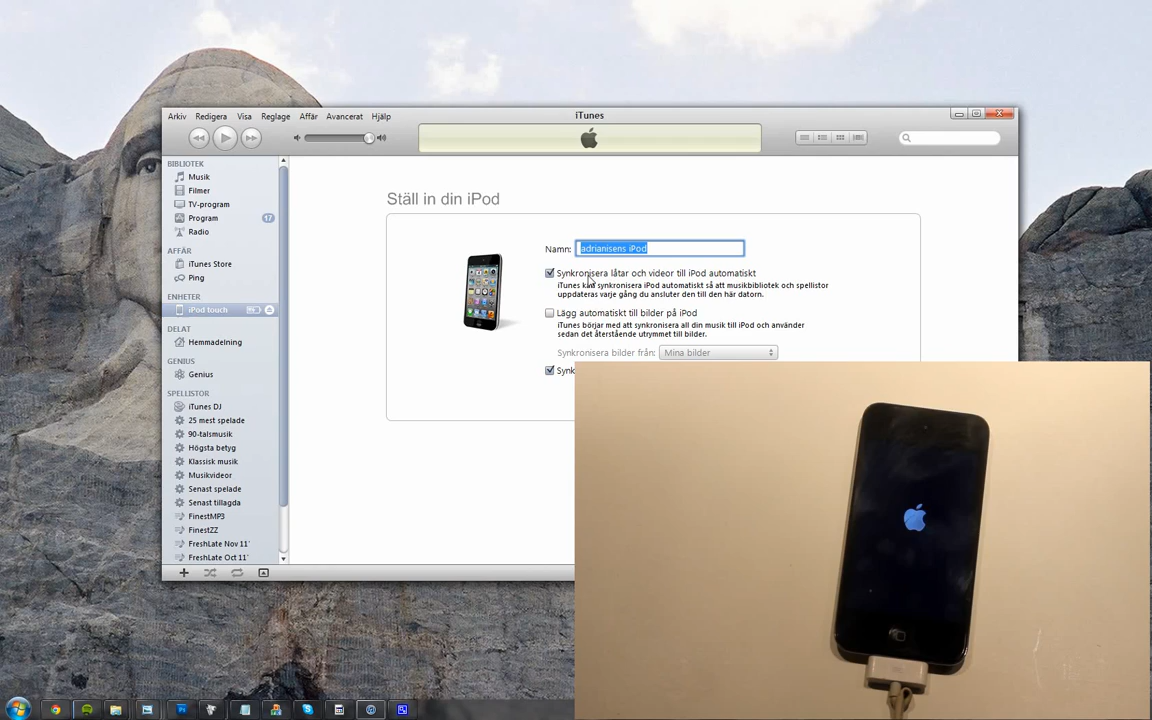 iTunes
Arkiv Redigera Visa Reglage Affär Avancerat Hjälp
BIBLIOTEK
Musik
Filmer
TV-program
Program 17
Radio
AFFÄR
iTunes Store
Ping
ENHETER
iPod touch
DELAT
Hemmadelning
GENIUS
Genius
SPELLISTOR
iTunes DJ
25 mest spelade
90-talsmusik
Högsta betyg
Klassisk musik
Musikvideor
Senast spelade
Senast tillagda
FinestMP3
FinestZZ
FreshLate Nov 11'
FreshLate Oct 11'
Ställ in din iPod
Namn: adrianisens iPod
Synkronisera låtar och videor till iPod automatiskt
iTunes kan synkronisera iPod automatiskt så att musikbibliotek och spellistor
uppdateras varje gång du ansluter den till den här datorn.
Lägg automatiskt till bilder på iPod
iTunes börjar med att synkronisera all din musik till iPod och använder
sedan det återstående utrymmet till bilder.
Synkronisera bilder från: Mina bilder
Synk